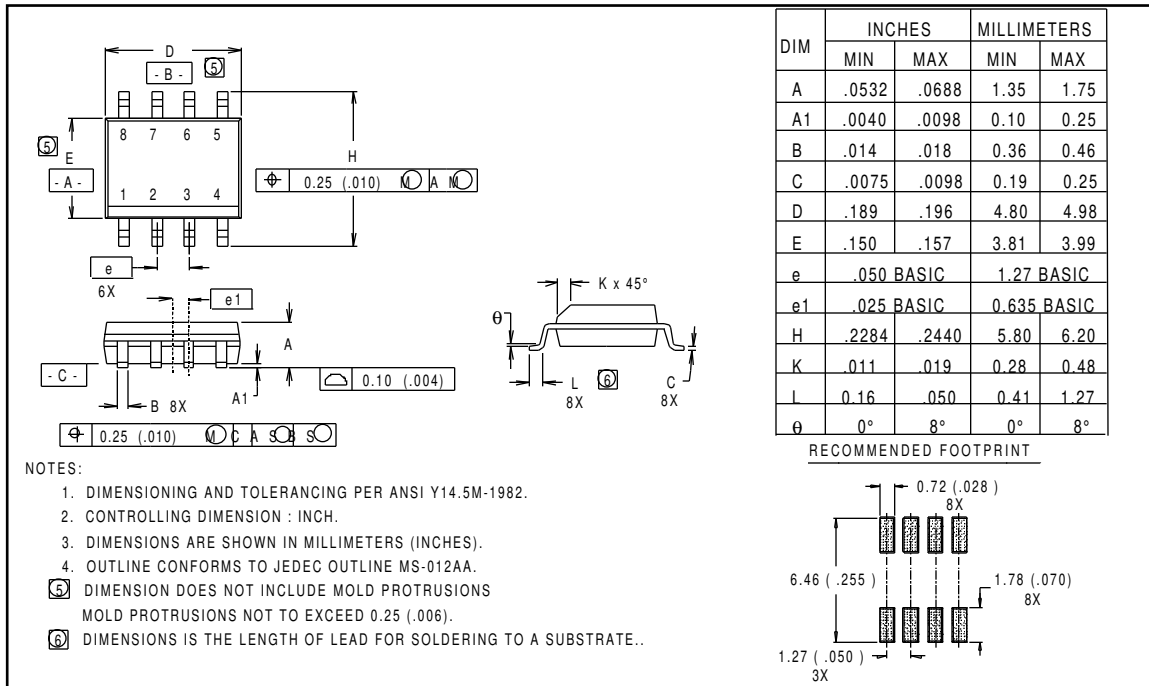 D
- B -
5
8 7 6 5
5
E
- A -
H
⌖ 0.25 (.010) Ⓜ A Ⓜ
1 2 3 4
e
6X
e1
K x 45°
θ
A
- C -
A1
B 8X
0.10 (.004)
L
8X
6
C
8X
⌖ 0.25 (.010) Ⓜ C A Ⓢ B Ⓢ
DIM INCHES MILLIMETERS
MIN MAX MIN MAX
A .0532 .0688 1.35 1.75
A1 .0040 .0098 0.10 0.25
B .014 .018 0.36 0.46
C .0075 .0098 0.19 0.25
D .189 .196 4.80 4.98
E .150 .157 3.81 3.99
e .050 BASIC 1.27 BASIC
e1 .025 BASIC 0.635 BASIC
H .2284 .2440 5.80 6.20
K .011 .019 0.28 0.48
L 0.16 .050 0.41 1.27
θ 0° 8° 0° 8°
NOTES:
1. DIMENSIONING AND TOLERANCING PER ANSI Y14.5M-1982.
2. CONTROLLING DIMENSION : INCH.
3. DIMENSIONS ARE SHOWN IN MILLIMETERS (INCHES).
4. OUTLINE CONFORMS TO JEDEC OUTLINE MS-012AA.
5 DIMENSION DOES NOT INCLUDE MOLD PROTRUSIONS
MOLD PROTRUSIONS NOT TO EXCEED 0.25 (.006).
6 DIMENSIONS IS THE LENGTH OF LEAD FOR SOLDERING TO A SUBSTRATE..
RECOMMENDED FOOTPRINT
0.72 (.028 )
8X
6.46 ( .255 )
1.78 (.070)
8X
1.27 ( .050 )
3X